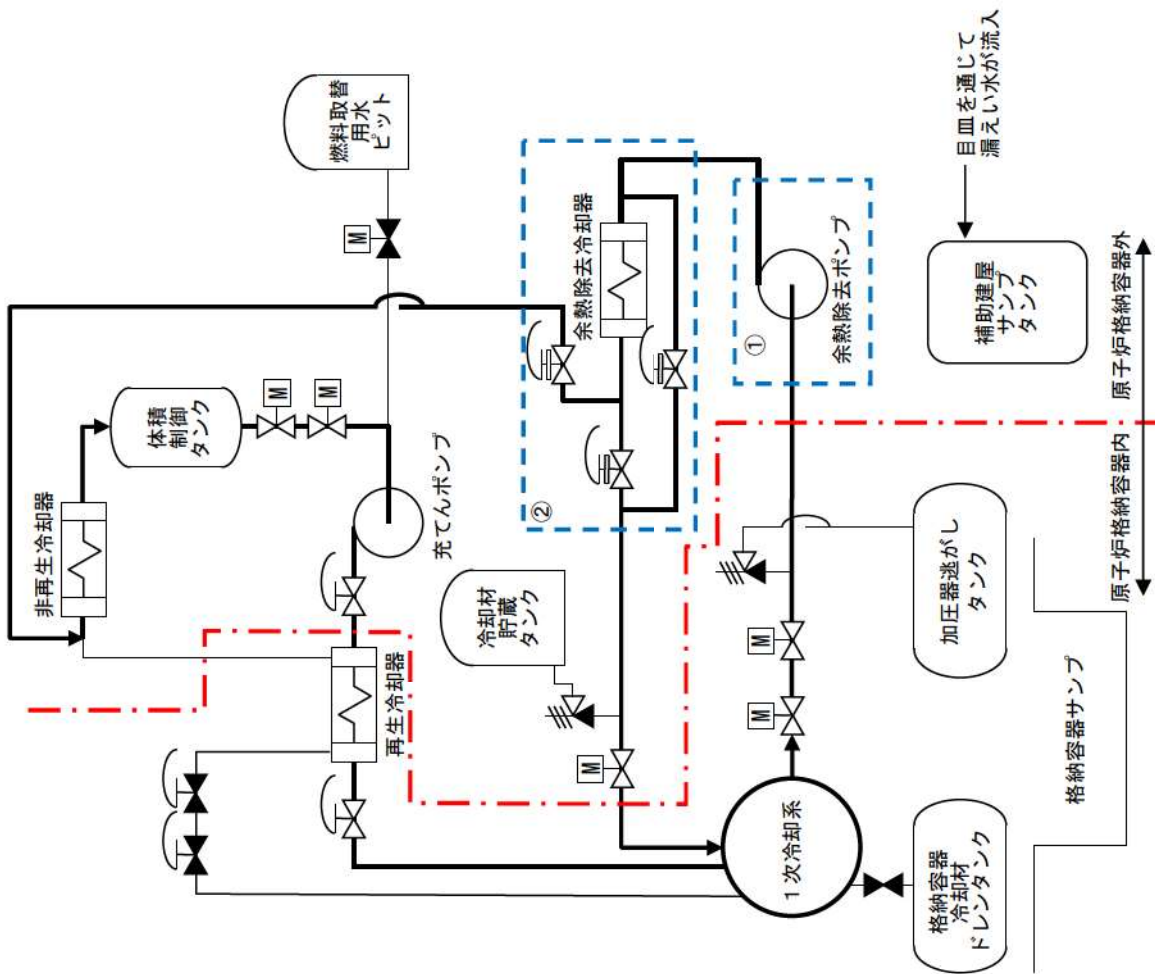 燃料取替
用水
ピット
M
目皿を通じて
漏えい水が流入
体積
制御
タンク
M
M
余熱除去冷却器
①
余熱除去ポンプ
補助建屋
サンプ
タンク
原子炉格納容器外
非再生冷却器
充てんポンプ
②
再生冷却器
冷却材
貯蔵
タンク
M
M
M
加圧器逃がし
タンク
原子炉格納容器内
格納容器サンプ
1次冷却系
格納容器
冷却材
ドレンタンク